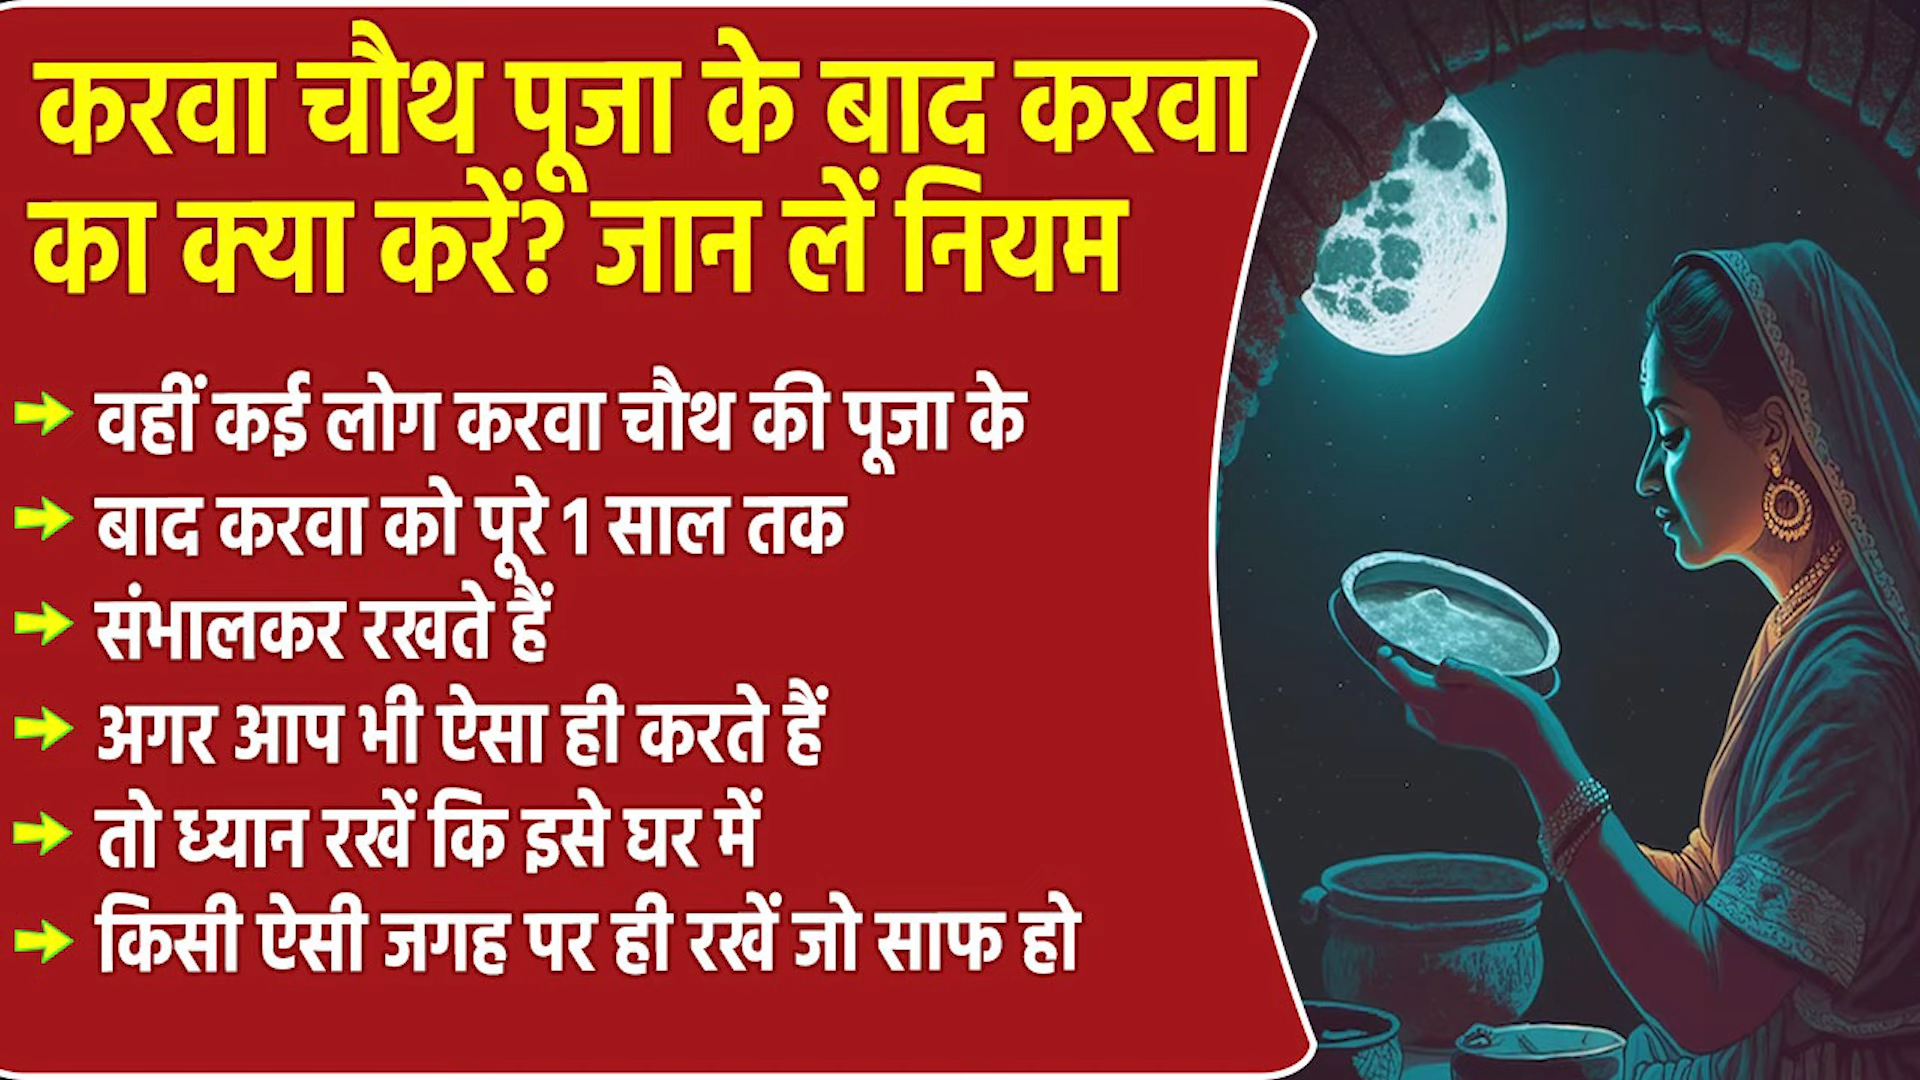 करवा चौथ पूजा के बाद करवा
का क्या करें? जान लें नियम
वहीं कई लोग करवा चौथ की पूजा के
बाद करवा को पूरे 1 साल तक
संभालकर रखते हैं
अगर आप भी ऐसा ही करते हैं
तो ध्यान रखें कि इसे घर में
किसी ऐसी जगह पर ही रखें जो साफ हो